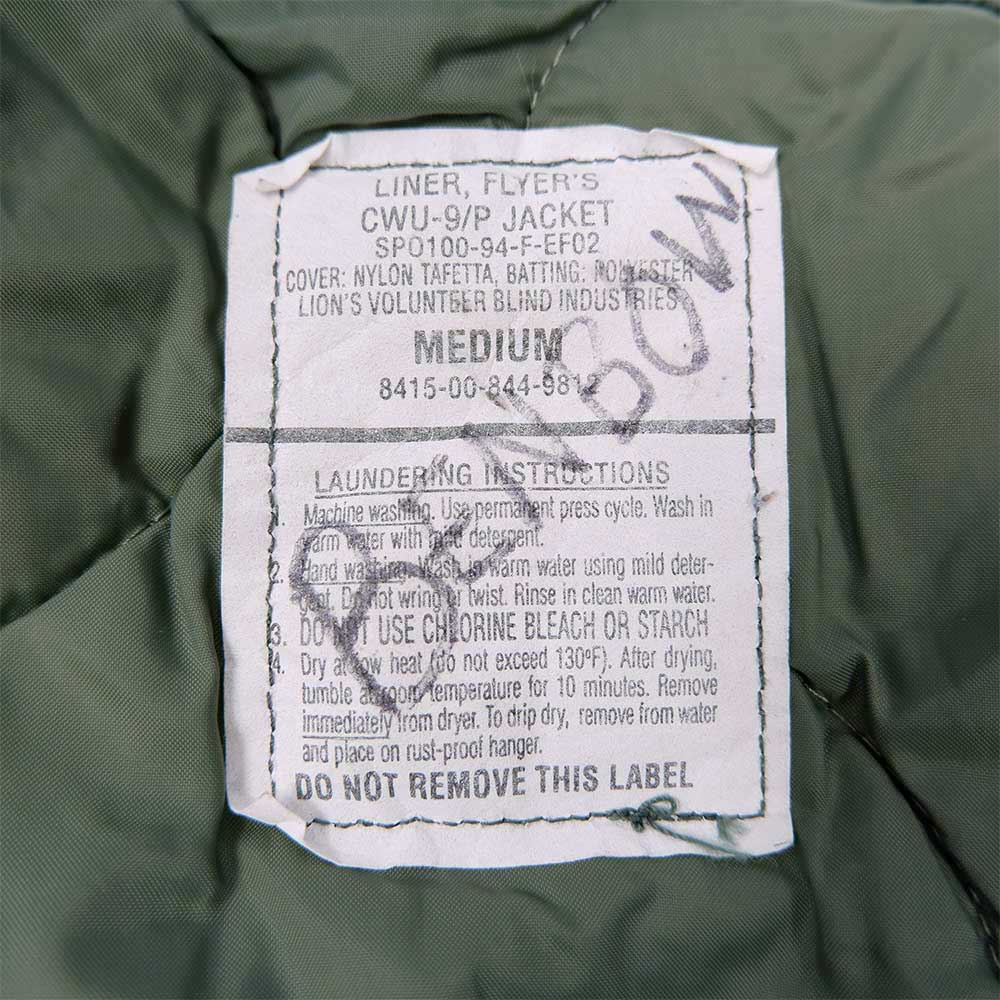 LINER, FLYER'S
CWU-9/P JACKET
SPO100-94-F-EF02
COVER: NYLON TAFETTA, BATTING: POLYESTER
LION'S VOLUNTEER BLIND INDUSTRIES
MEDIUM
8415-00-844-9812
BENBOW
LAUNDERING INSTRUCTIONS
1. Machine washing. Use permanent press cycle. Wash in
warm water with mild detergent.
2. Hand washing. Wash in warm water using mild deter-
gent. Do not wring or twist. Rinse in clean warm water.
3. DO NOT USE CHLORINE BLEACH OR STARCH
4. Dry at low heat (do not exceed 130ºF). After drying,
tumble at room temperature for 10 minutes. Remove
immediately from dryer. To drip dry, remove from water
and place on rust-proof hanger.
DO NOT REMOVE THIS LABEL